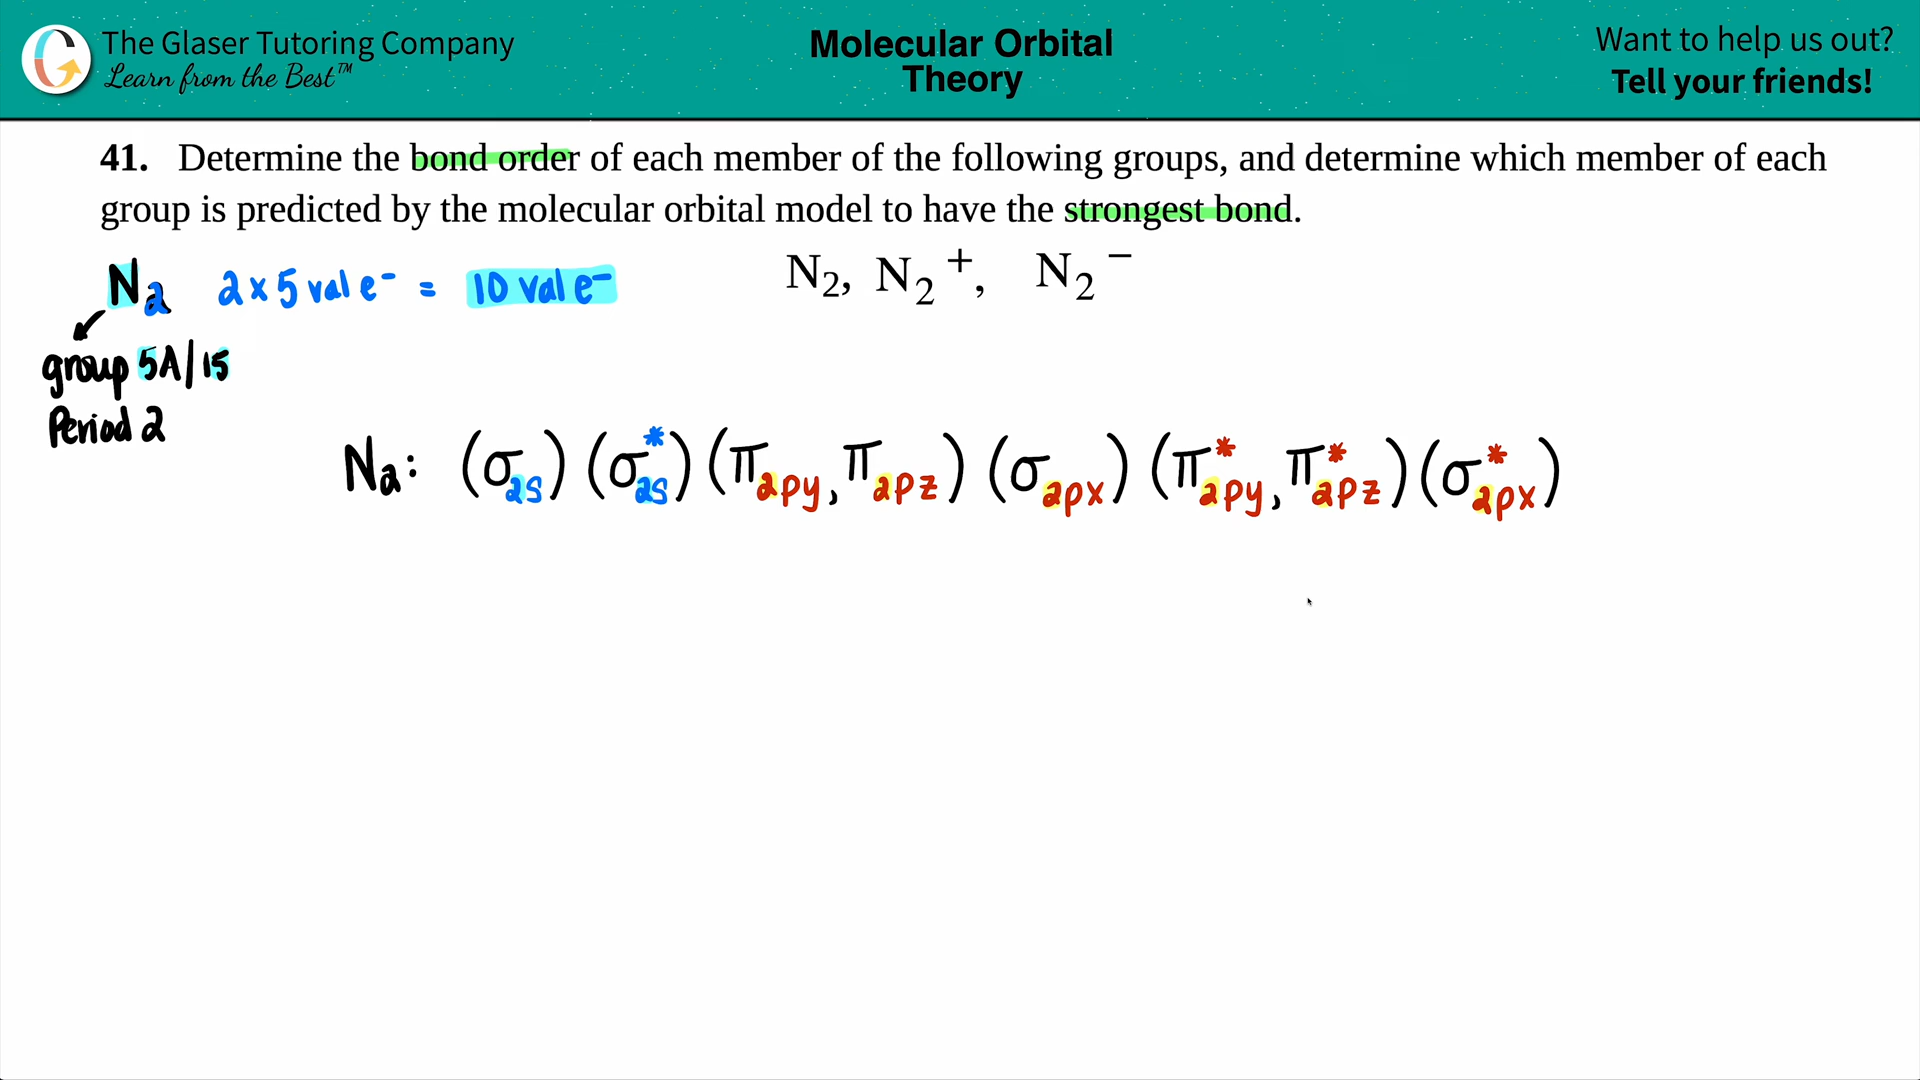 The Glaser Tutoring Company
Learn from the Best™
Molecular Orbital
Theory
Want to help us out?
Tell your friends!
41. Determine the bond order of each member of the following groups, and determine which member of each
group is predicted by the molecular orbital model to have the strongest bond.
N₂, N₂⁺, N₂⁻
N₂ 2 x 5 val e⁻ = 10 val e⁻
group 5A/15
Period 2
N₂: (σ₂s) (σ*₂s) (π₂py, π₂pz) (σ₂px) (π*₂py, π*₂pz) (σ*₂px)